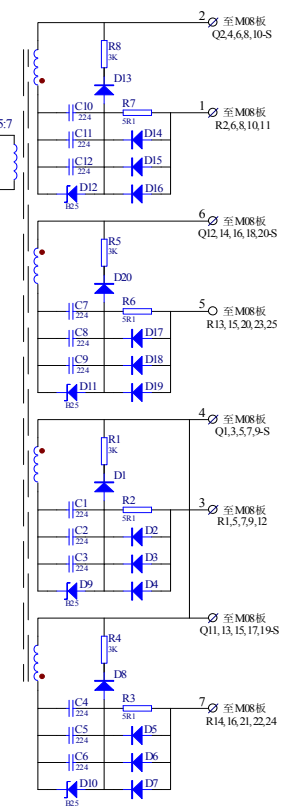 2
至M08板
Q2,4,6,8,10-S
R8
3K
D13
5:7
C10
224
R7
5R1
1
至M08板
R2,6,8,10,11
C11
224
D14
C12
224
D15
D12
B25
D16
6
至M08板
Q12,14,16,18,20-S
R5
3K
D20
C7
224
R6
5R1
5
至M08板
R13,15,20,23,25
C8
224
D17
C9
224
D18
D11
B25
D19
4
至M08板
Q1,3,5,7,9-S
R1
3K
D1
C1
224
R2
5R1
3
至M08板
R1,5,7,9,12
C2
224
D2
C3
224
D3
D9
B25
D4
至M08板
Q11,13,15,17,19-S
R4
3K
D8
C4
224
R3
5R1
7
至M08板
R14,16,21,22,24
C5
224
D5
C6
224
D6
D10
B25
D7